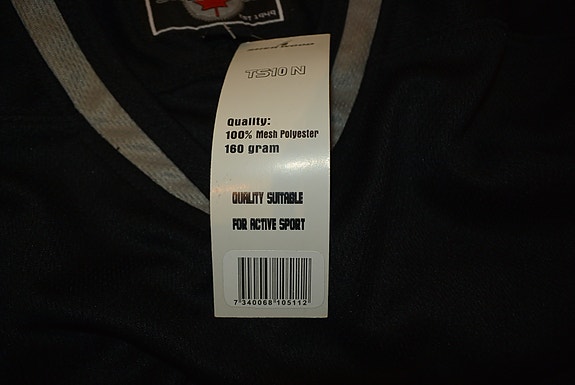 TS10 N
Quality:
100% Mesh Polyester
160 gram
QUALITY SUITABLE
FOR ACTIVE SPORT
7 340068 105112